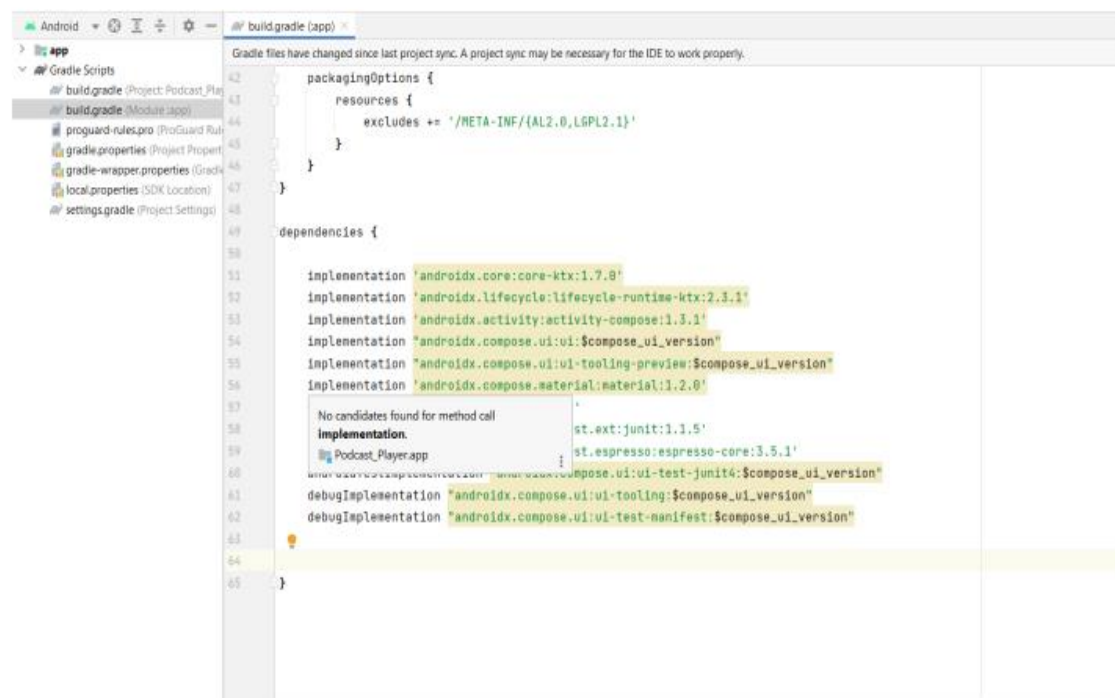 Android
build.gradle (:app)
app
Gradle Scripts
build.gradle (Project: Podcast_Play
build.gradle (Module :app)
proguard-rules.pro (ProGuard Rul
gradle.properties (Project Propert
gradle-wrapper.properties (Gradle
local.properties (SDK Location)
settings.gradle (Project Settings)
Gradle files have changed since last project sync. A project sync may be necessary for the IDE to work properly.
42 packagingOptions {
43 resources {
44 excludes += '/META-INF/{AL2.0,LGPL2.1}'
45 }
46 }
47 }
48
49 dependencies {
50
51 implementation 'androidx.core:core-ktx:1.7.0'
52 implementation 'androidx.lifecycle:lifecycle-runtime-ktx:2.3.1'
53 implementation 'androidx.activity:activity-compose:1.3.1'
54 implementation "androidx.compose.ui:ui:$compose_ui_version"
55 implementation "androidx.compose.ui:ui-tooling-preview:$compose_ui_version"
56 implementation 'androidx.compose.material:material:1.2.0'
57 '
58 st.ext:junit:1.1.5'
59 st.espresso:espresso-core:3.5.1'
60 androidTestImplementation "androidx.compose.ui:ui-test-junit4:$compose_ui_version"
61 debugImplementation "androidx.compose.ui:ui-tooling:$compose_ui_version"
62 debugImplementation "androidx.compose.ui:ui-test-manifest:$compose_ui_version"
63
64
65 }
No candidates found for method call
implementation.
Podcast_Player.app